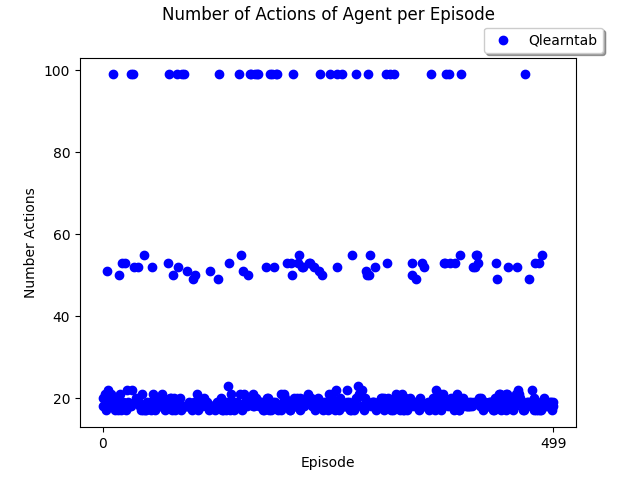 Number of Actions of Agent per Episode
Qlearntab
100
80
60
40
20
Number Actions
0
499
Episode